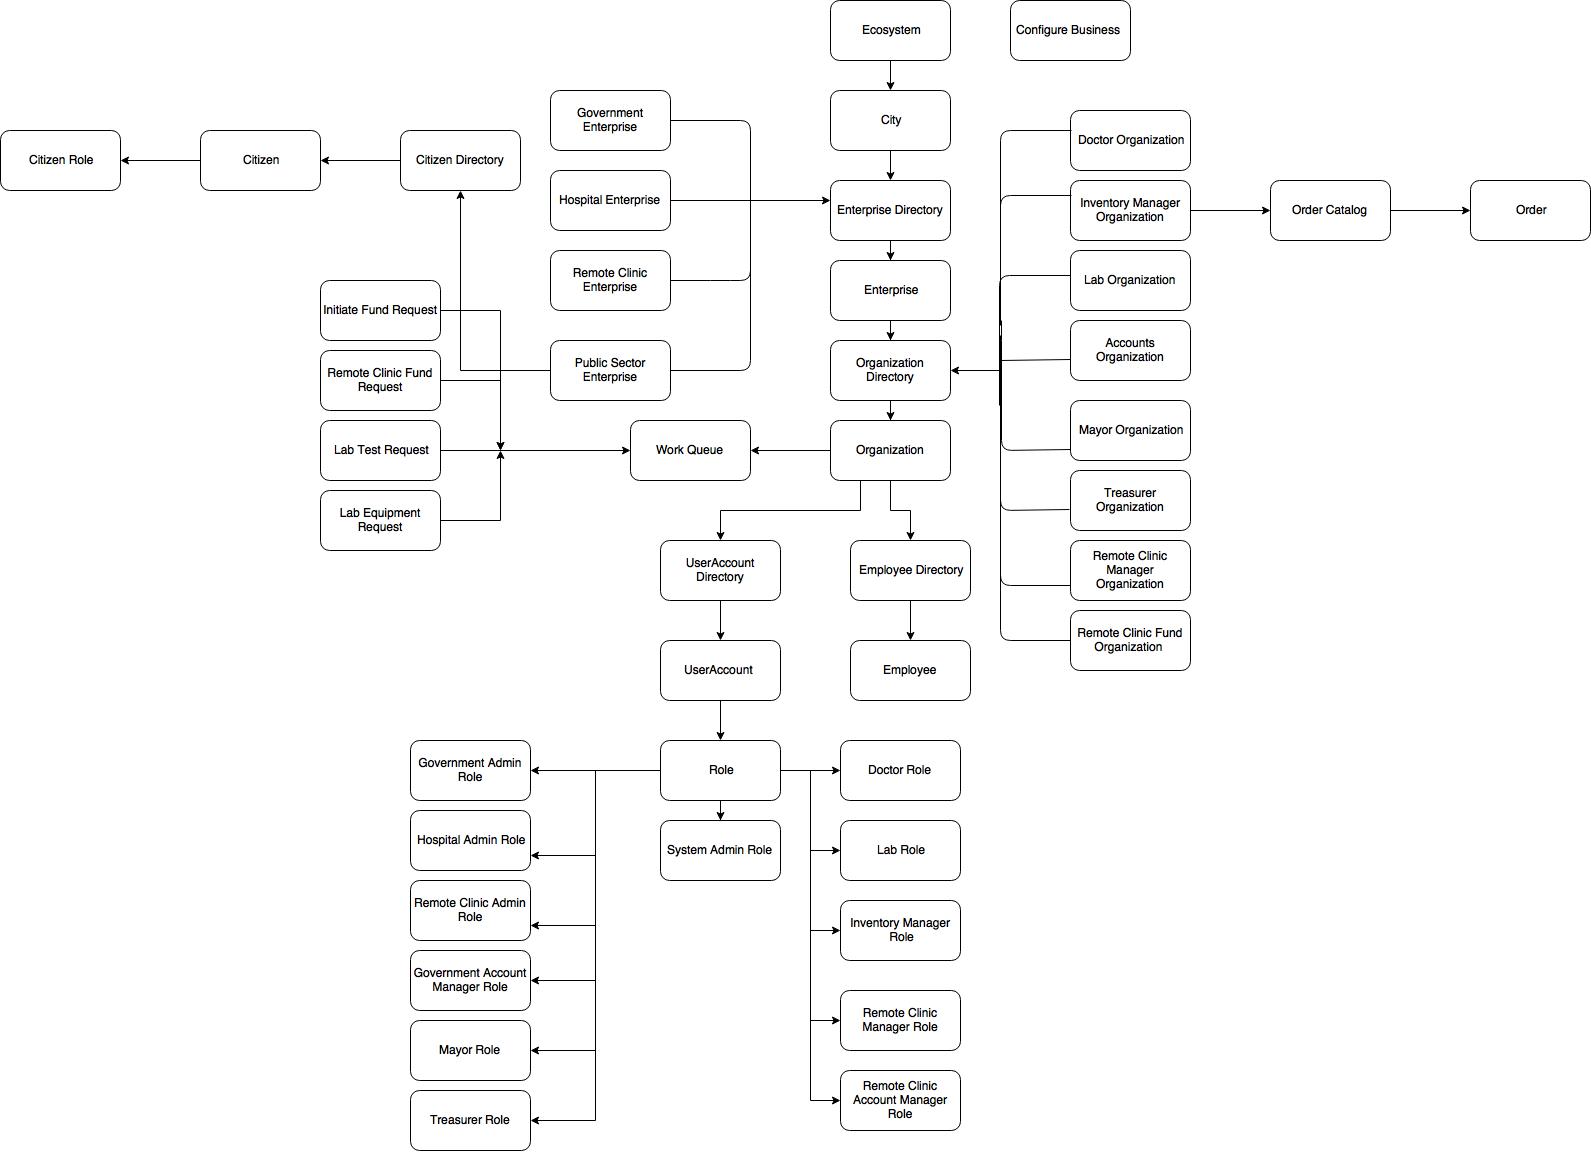 Ecosystem
Configure Business
Government
Enterprise
City
Doctor Organization
Citizen Role
Citizen
Citizen Directory
Hospital Enterprise
Enterprise Directory
Inventory Manager
Organization
Order Catalog
Order
Remote Clinic
Enterprise
Enterprise
Lab Organization
Initiate Fund Request
Accounts
Organization
Remote Clinic Fund
Request
Public Sector
Enterprise
Organization
Directory
Lab Test Request
Work Queue
Organization
Mayor Organization
Lab Equipment
Request
Treasurer
Organization
UserAccount
Directory
Employee Directory
Remote Clinic
Manager
Organization
UserAccount
Employee
Remote Clinic Fund
Organization
Government Admin
Role
Role
Doctor Role
Hospital Admin Role
System Admin Role
Lab Role
Remote Clinic Admin
Role
Inventory Manager
Role
Government Account
Manager Role
Remote Clinic
Manager Role
Mayor Role
Remote Clinic
Account Manager
Role
Treasurer Role